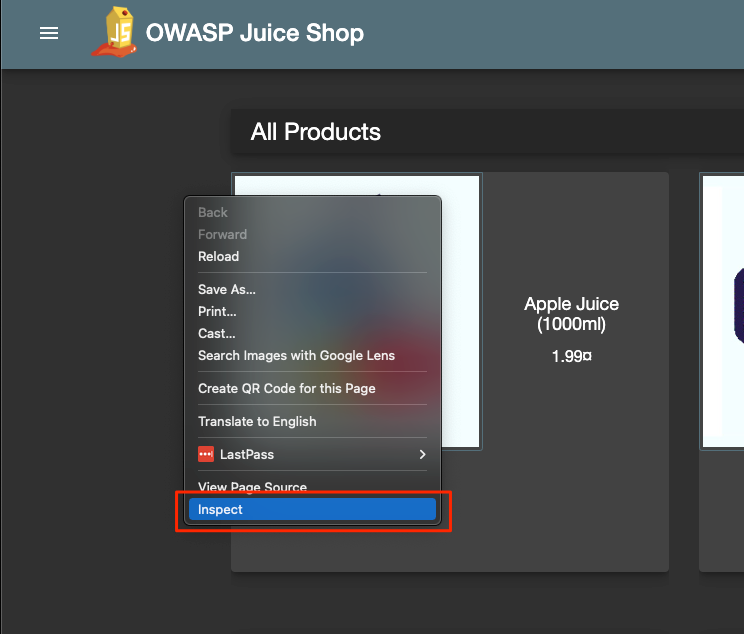 JS
OWASP Juice Shop
All Products
Back
Forward
Reload
Save As...
Print...
Cast...
Search Images with Google Lens
Create QR Code for this Page
Translate to English
LastPass
View Page Source
Inspect
Apple Juice
(1000ml)
1.99¤